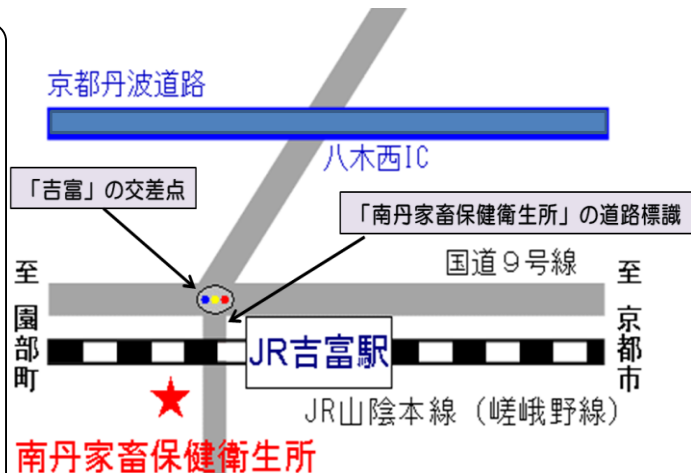 京都丹波道路
八木西IC
「吉富」の交差点
「南丹家畜保健衛生所」の道路標識
国道９号線
至
園
部
町
至
京
都
市
JR吉富駅
JR山陰本線（嵯峨野線）
南丹家畜保健衛生所